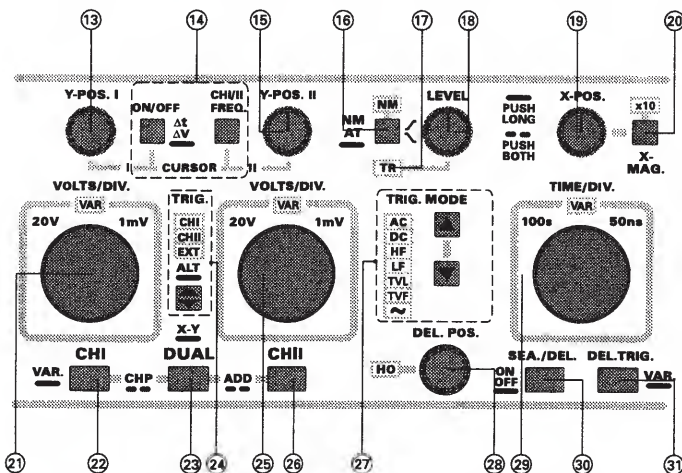 13 14 15 16 17 18 19 20
Y-POS. I
ON/OFF
Δt
ΔV
CHI/II
FREQ.
Y-POS. II
I CURSOR II
NM
AT
NM
TR
LEVEL
PUSH
LONG
PUSH
BOTH
X-POS.
x10
X-
MAG.
VOLTS/DIV.
VAR
20V 1mV
TRIG.
CHI
CHII
EXT
ALT
X-Y
VOLTS/DIV.
VAR
20V 1mV
TRIG. MODE
AC
DC
HF
LF
TVL
TVF
~
TIME/DIV.
VAR
100s 50ns
DEL. POS.
HO
ON
OFF
SEA./DEL.
DEL.TRIG.
VAR
CHI
VAR.
CHP
DUAL
ADD
CHII
21 22 23 24 25 26 27 28 29 30 31